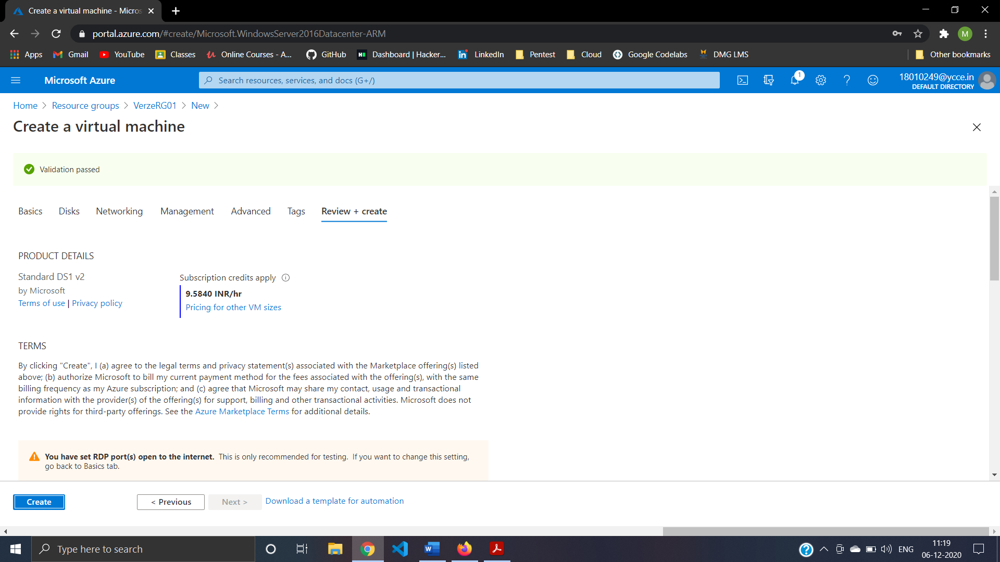 Create a virtual machine - Micros
portal.azure.com/#create/Microsoft.WindowsServer2016Datacenter-ARM
M
Apps Gmail YouTube Classes Online Courses - A... GitHub Dashboard | Hacker... LinkedIn Pentest Cloud Google Codelabs DMG LMS Other bookmarks
Microsoft Azure
Search resources, services, and docs (G+/)
1
18010249@ycce.in
DEFAULT DIRECTORY
Home > Resource groups > VerzeRG01 > New >
Create a virtual machine
Validation passed
Basics Disks Networking Management Advanced Tags Review + create
PRODUCT DETAILS
Standard DS1 v2
by Microsoft
Terms of use | Privacy policy
Subscription credits apply
9.5840 INR/hr
Pricing for other VM sizes
TERMS
By clicking "Create", I (a) agree to the legal terms and privacy statement(s) associated with the Marketplace offering(s) listed
above; (b) authorize Microsoft to bill my current payment method for the fees associated with the offering(s), with the same
billing frequency as my Azure subscription; and (c) agree that Microsoft may share my contact, usage and transactional
information with the provider(s) of the offering(s) for support, billing and other transactional activities. Microsoft does not
provide rights for third-party offerings. See the Azure Marketplace Terms for additional details.
You have set RDP port(s) open to the internet. This is only recommended for testing. If you want to change this setting,
go back to Basics tab.
Create < Previous Next > Download a template for automation
Type here to search
ENG
11:19
06-12-2020